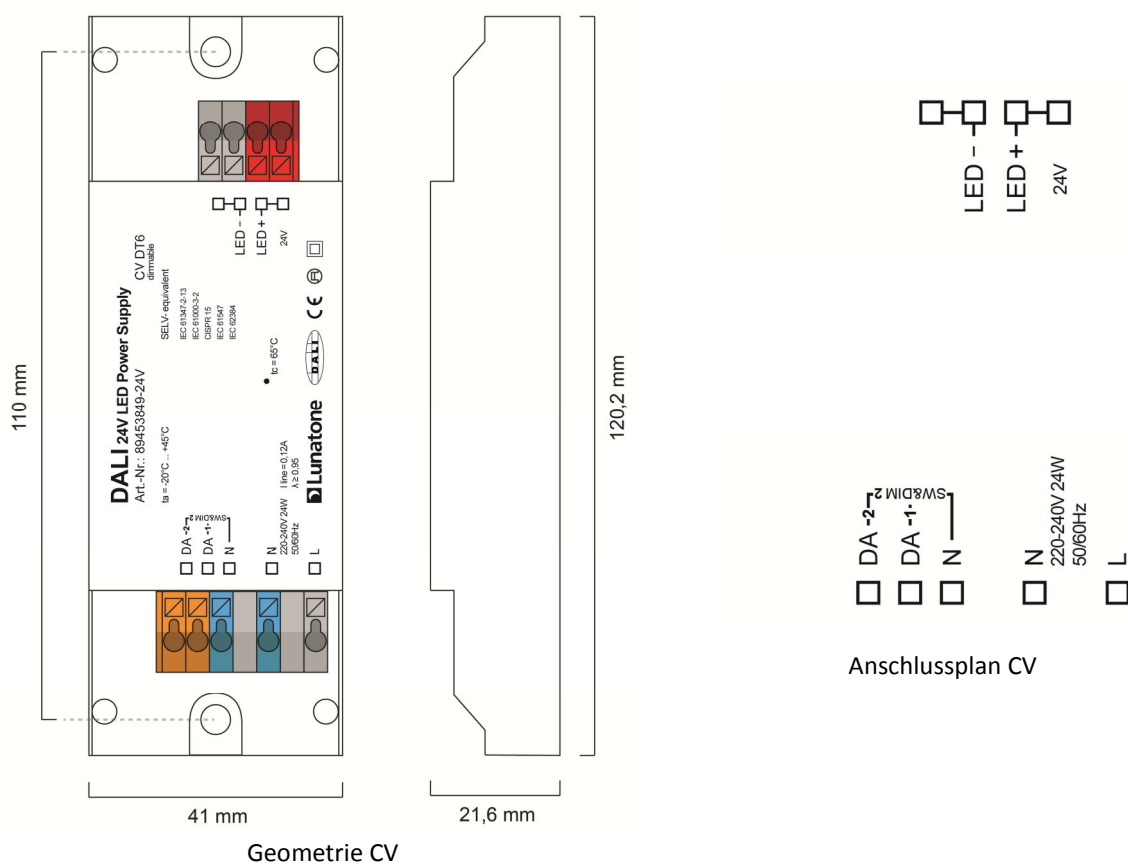 110 mm
LED –
LED +
24V
DALI 24V LED Power Supply
Art.-Nr.: 89453849-24V
CV DT6
dimmable
ta = -20°C ... +45°C
SELV- equivalent
IEC 61347-2-13
IEC 61000-3-2
CISPR 15
IEC 61547
IEC 62384
tc = 65°C
DALI
CE
Lunatone
I line = 0,12A
λ ≥ 0,95
DA -2-
DA -1-
N
SW&DIM 2
N
220-240V 24W
50/60Hz
L
41 mm
21,6 mm
120,2 mm
Geometrie CV
LED –
LED +
24V
DA -2-
DA -1-
N
SW&DIM 2
N
220-240V 24W
50/60Hz
L
Anschlussplan CV